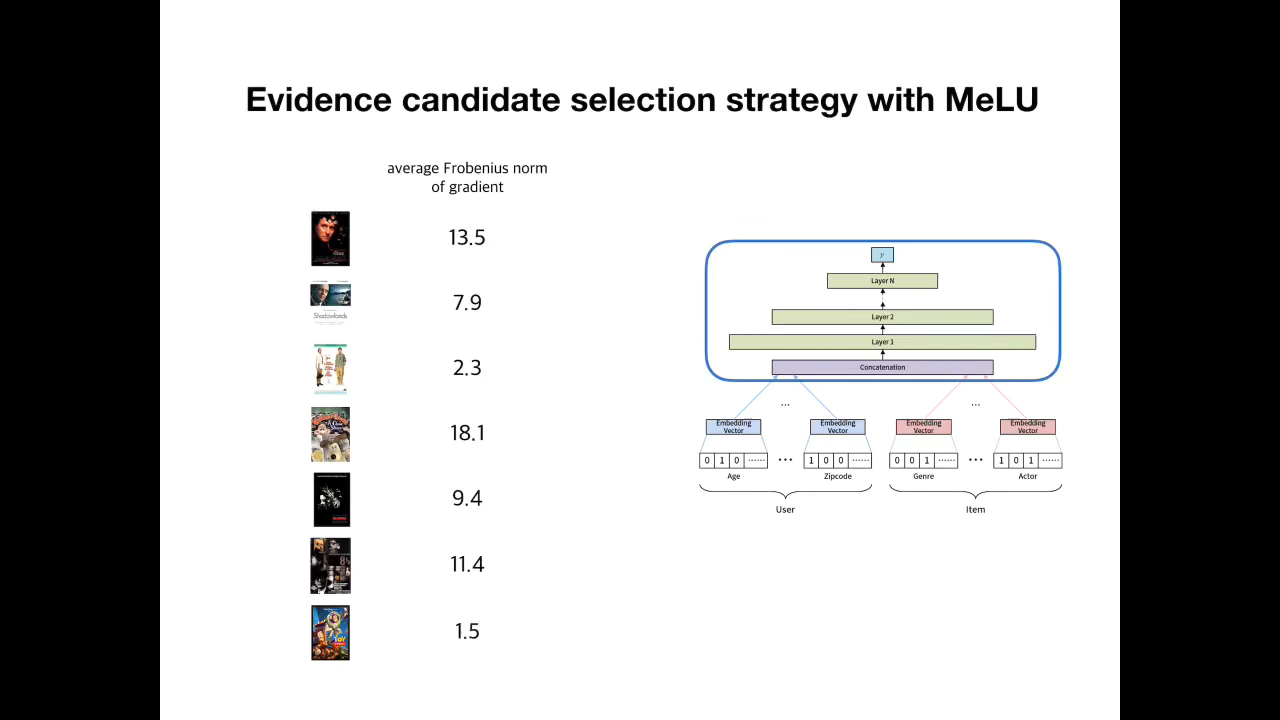 Evidence candidate selection strategy with MeLU
average Frobenius norm
of gradient
13.5
Shadowlands
7.9
2.3
18.1
9.4
11.4
TOY
1.5
y
Layer N
Layer 2
Layer 1
Concatenation
... ...
Embedding Vector Embedding Vector Embedding Vector Embedding Vector
0 1 0 ...... ... 1 0 0 ...... 0 0 1 ...... ... 1 0 1 ......
Age Zipcode Genre Actor
User Item